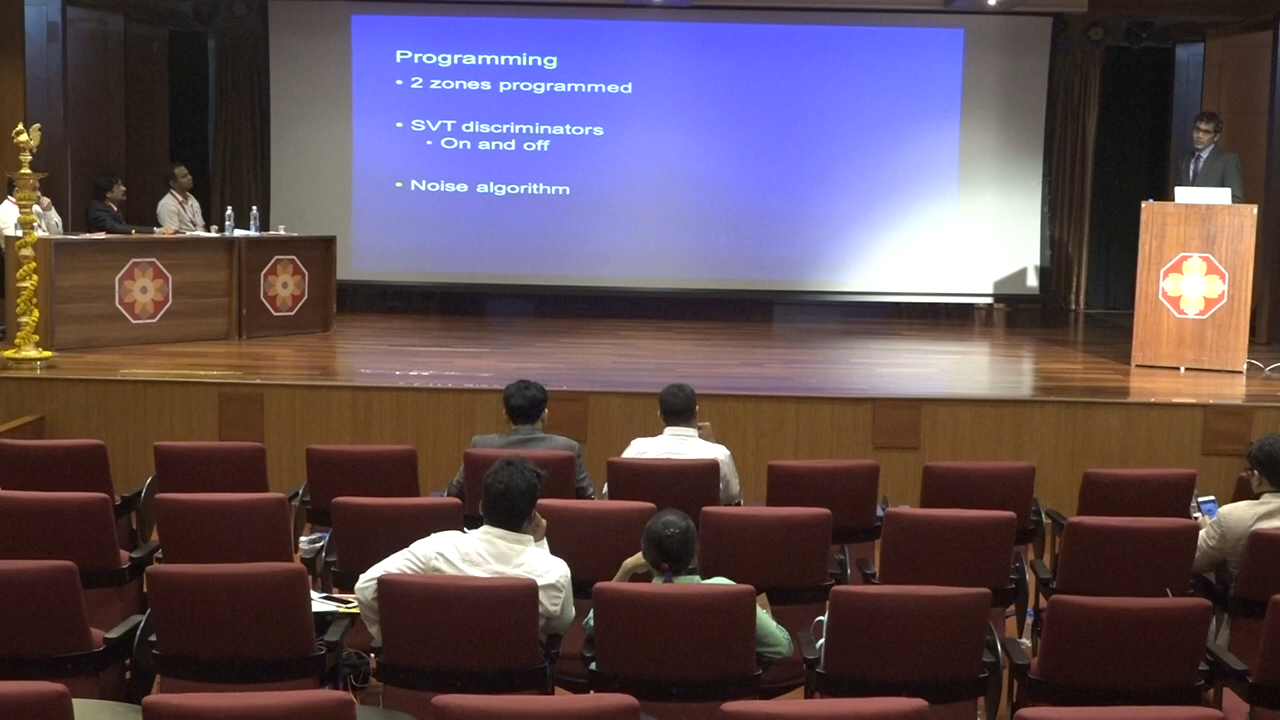 Programming
• 2 zones programmed
• SVT discriminators
• On and off
• Noise algorithm